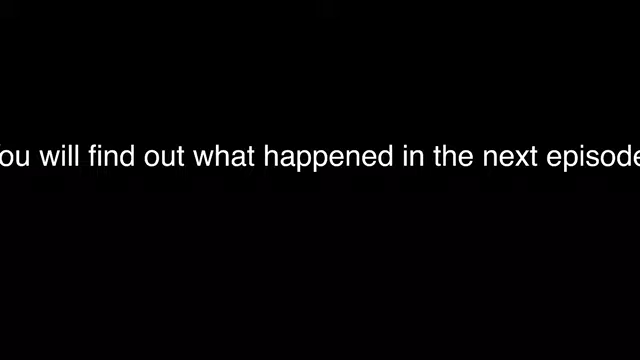 ou will find out what happened in the next episode